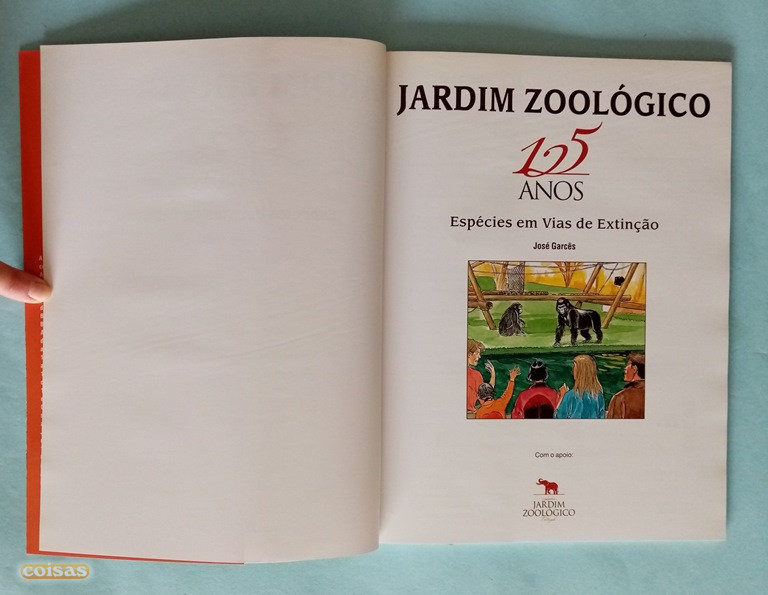 JARDIM ZOOLÓGICO
125
ANOS
Espécies em Vias de Extinção
José Garcês
Com o apoio:
JARDIM
ZOOLÓGICO
coisas